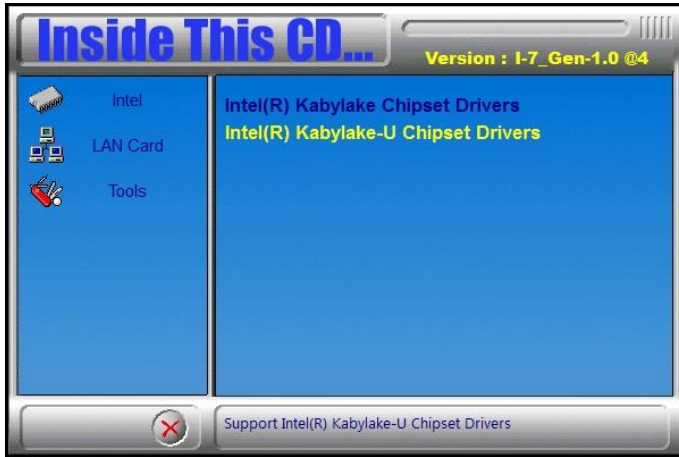 Inside This CD...
Version : I-7_Gen-1.0 @4
Intel
LAN Card
Tools
Intel(R) Kabylake Chipset Drivers
Intel(R) Kabylake-U Chipset Drivers
Support Intel(R) Kabylake-U Chipset Drivers